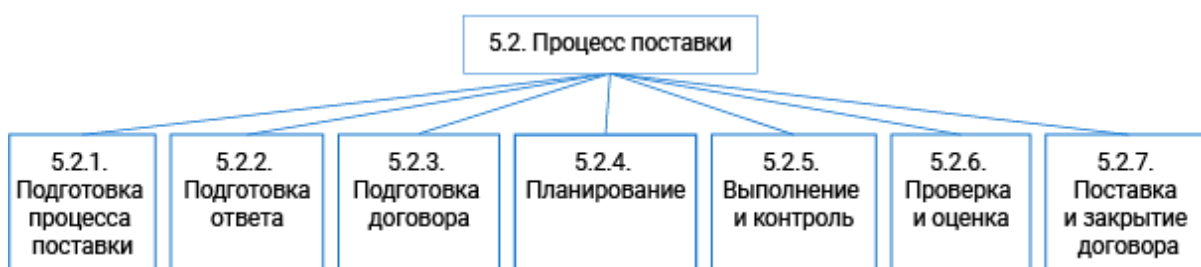 5.2. Процесс поставки
5.2.1.
Подготовка
процесса
поставки
5.2.2.
Подготовка
ответа
5.2.3.
Подготовка
договора
5.2.4.
Планирование
5.2.5.
Выполнение
и контроль
5.2.6.
Проверка
и оценка
5.2.7.
Поставка
и закрытие
договора